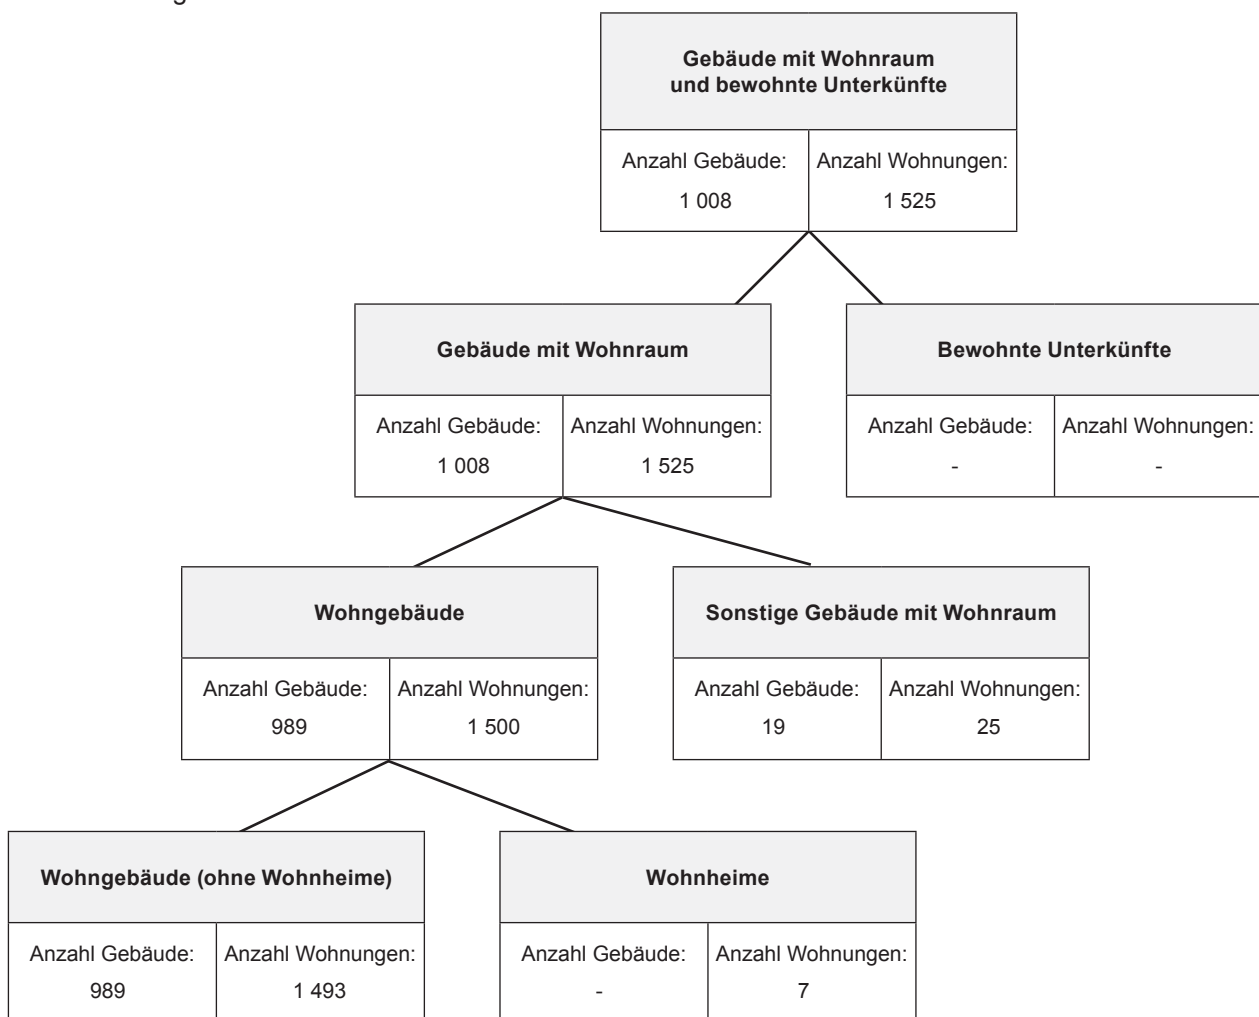 Gebäude mit Wohnraum
und bewohnte Unterkünfte
Anzahl Gebäude: Anzahl Wohnungen:
1 008 1 525
Gebäude mit Wohnraum
Bewohnte Unterkünfte
Anzahl Gebäude: Anzahl Wohnungen:
1 008 1 525
Anzahl Gebäude: Anzahl Wohnungen:
- -
Wohngebäude
Sonstige Gebäude mit Wohnraum
Anzahl Gebäude: Anzahl Wohnungen:
989 1 500
Anzahl Gebäude: Anzahl Wohnungen:
19 25
Wohngebäude (ohne Wohnheime)
Wohnheime
Anzahl Gebäude: Anzahl Wohnungen:
989 1 493
Anzahl Gebäude: Anzahl Wohnungen:
- 7